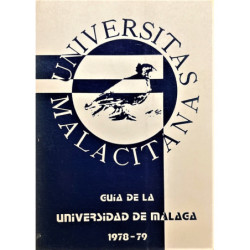 UNIVERSITAS
MALACITANA
GUIA DE LA
UNIVERSIDAD DE MALAGA
1978-79